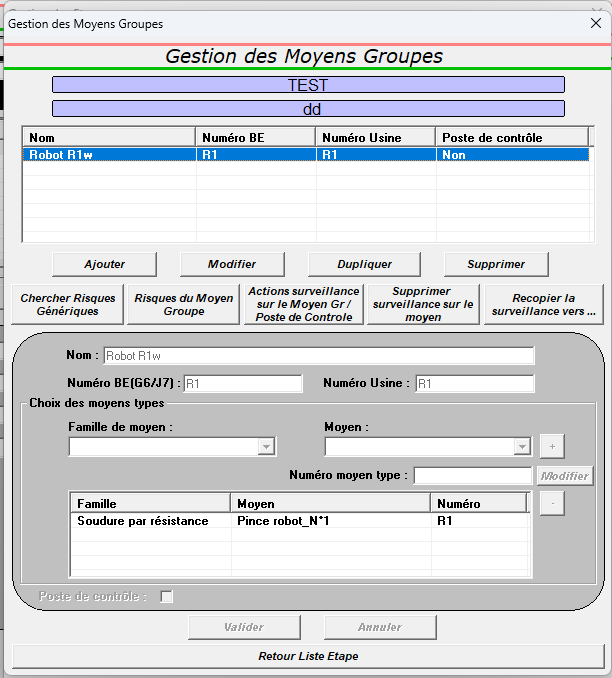 Gestion des Moyens Groupes
Gestion des Moyens Groupes
TEST
dd
Nom Numéro BE Numéro Usine Poste de contrôle
Robot R1w R1 R1 Non
Ajouter Modifier Dupliquer Supprimer
Chercher Risques Génériques
Risques du Moyen Groupe
Actions surveillance sur le Moyen Gr / Poste de Controle
Supprimer surveillance sur le moyen
Recopier la surveillance vers ...
Nom : Robot R1w
Numéro BE(G6/J7) : R1 Numéro Usine : R1
Choix des moyens types
Famille de moyen : Moyen :
+
Numéro moyen type : Modifier
Famille Moyen Numéro -
Soudure par résistance Pince robot_N*1 R1
Poste de contrôle :
Valider Annuler
Retour Liste Etape